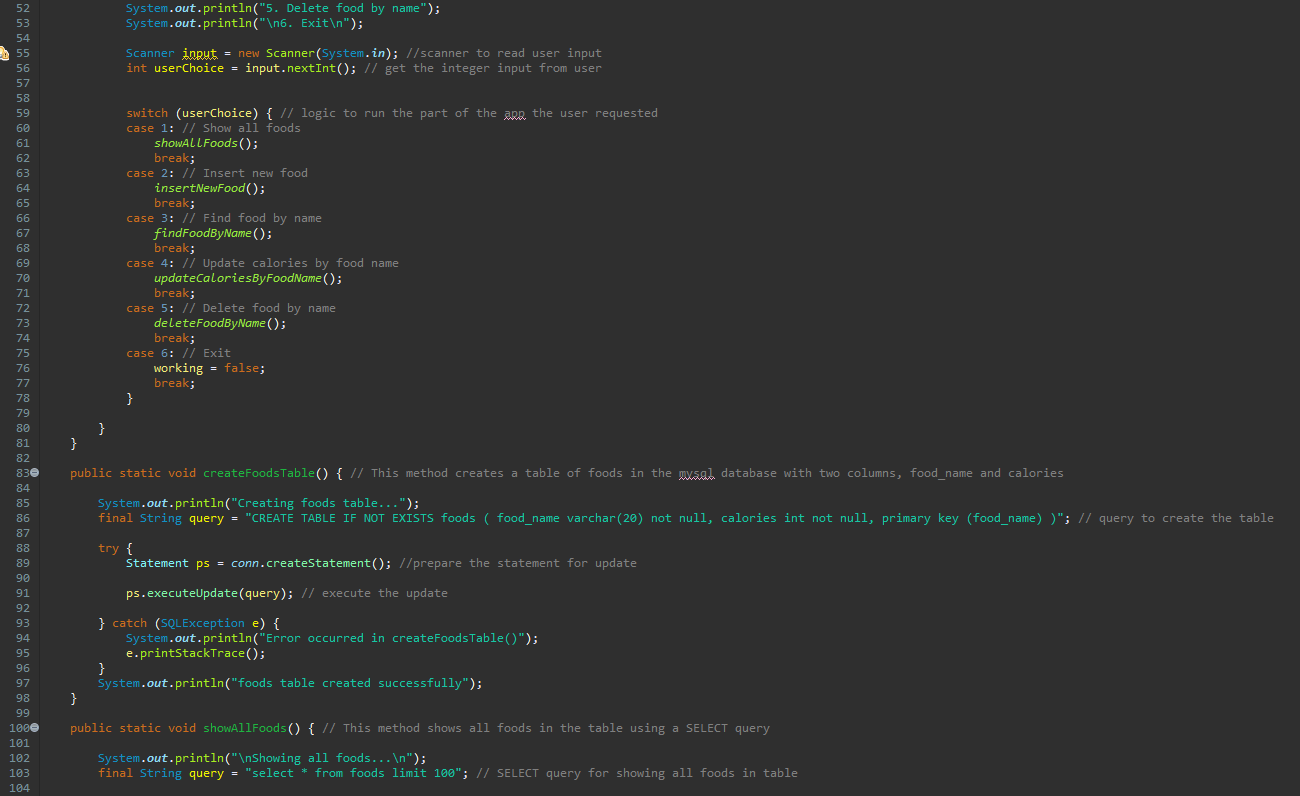 52 System.out.println("5. Delete food by name");
53 System.out.println("\n6. Exit\n");
54
55 Scanner input = new Scanner(System.in); //scanner to read user input
56 int userChoice = input.nextInt(); // get the integer input from user
57
58
59 switch (userChoice) { // logic to run the part of the app the user requested
60 case 1: // Show all foods
61 showAllFoods();
62 break;
63 case 2: // Insert new food
64 insertNewFood();
65 break;
66 case 3: // Find food by name
67 findFoodByName();
68 break;
69 case 4: // Update calories by food name
70 updateCaloriesByFoodName();
71 break;
72 case 5: // Delete food by name
73 deleteFoodByName();
74 break;
75 case 6: // Exit
76 working = false;
77 break;
78 }
79
80 }
81 }
82
83 public static void createFoodsTable() { // This method creates a table of foods in the mysql database with two columns, food_name and calories
84
85 System.out.println("Creating foods table...");
86 final String query = "CREATE TABLE IF NOT EXISTS foods ( food_name varchar(20) not null, calories int not null, primary key (food_name) )"; // query to create the table
87
88 try {
89 Statement ps = conn.createStatement(); //prepare the statement for update
90
91 ps.executeUpdate(query); // execute the update
92
93 } catch (SQLException e) {
94 System.out.println("Error occurred in createFoodsTable()");
95 e.printStackTrace();
96 }
97 System.out.println("foods table created successfully");
98 }
99
100 public static void showAllFoods() { // This method shows all foods in the table using a SELECT query
101
102 System.out.println("\nShowing all foods...\n");
103 final String query = "select * from foods limit 100"; // SELECT query for showing all foods in table
104